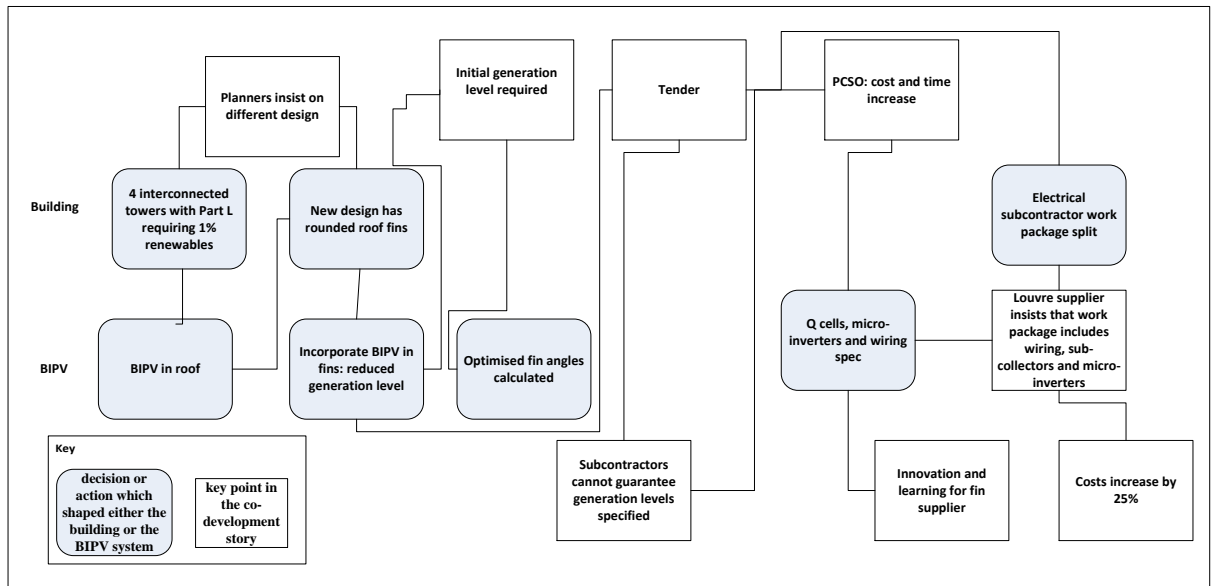 Planners insist on
different design
Initial generation
level required
Tender
PCSO: cost and time
increase
Building
4 interconnected
towers with Part L
requiring 1%
renewables
New design has
rounded roof fins
Electrical
subcontractor work
package split
BIPV
BIPV in roof
Incorporate BIPV in
fins: reduced
generation level
Optimised fin angles
calculated
Q cells, micro-
inverters and wiring
spec
Louvre supplier
insists that work
package includes
wiring, sub-
collectors and micro-
inverters
Subcontractors
cannot guarantee
generation levels
specified
Innovation and
learning for fin
supplier
Costs increase by
25%
Key
decision or
action which
shaped either the
building or the
BIPV system
key point in
the co-
development
story